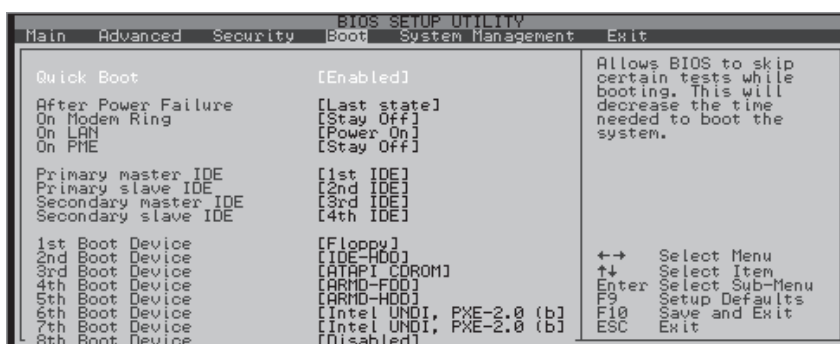 BIOS SETUP UTILITY
Main Advanced Security Boot System Management Exit
Quick Boot [Enabled]
After Power Failure [Last state]
On Modem Ring [Stay Off]
On LAN [Power On]
On PME [Stay Off]
Primary master IDE [1st IDE]
Primary slave IDE [2nd IDE]
Secondary master IDE [3rd IDE]
Secondary slave IDE [4th IDE]
1st Boot Device [Floppy]
2nd Boot Device [IDE-HDD]
3rd Boot Device [ATAPI CDROM]
4th Boot Device [ARMD-FDD]
5th Boot Device [ARMD-HDD]
6th Boot Device [Intel UNDI, PXE-2.0 (b]
7th Boot Device [Intel UNDI, PXE-2.0 (b]
8th Boot Device [Disabled]
Allows BIOS to skip
certain tests while
booting. This will
decrease the time
needed to boot the
system.
←→ Select Menu
↑↓ Select Item
Enter Select Sub-Menu
F9 Setup Defaults
F10 Save and Exit
ESC Exit